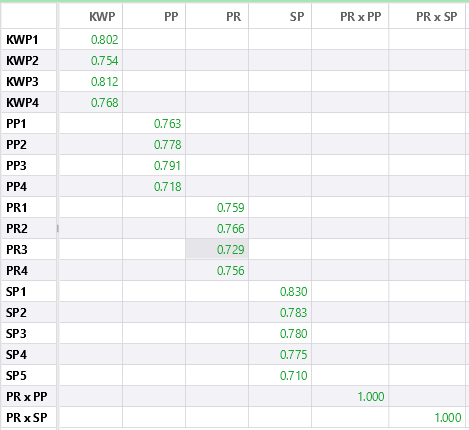 KWP PP PR SP PR x PP PR x SP
KWP1 0.802
KWP2 0.754
KWP3 0.812
KWP4 0.768
PP1 0.763
PP2 0.778
PP3 0.791
PP4 0.718
PR1 0.759
PR2 0.766
PR3 0.729
PR4 0.756
SP1 0.830
SP2 0.783
SP3 0.780
SP4 0.775
SP5 0.710
PR x PP 1.000
PR x SP 1.000